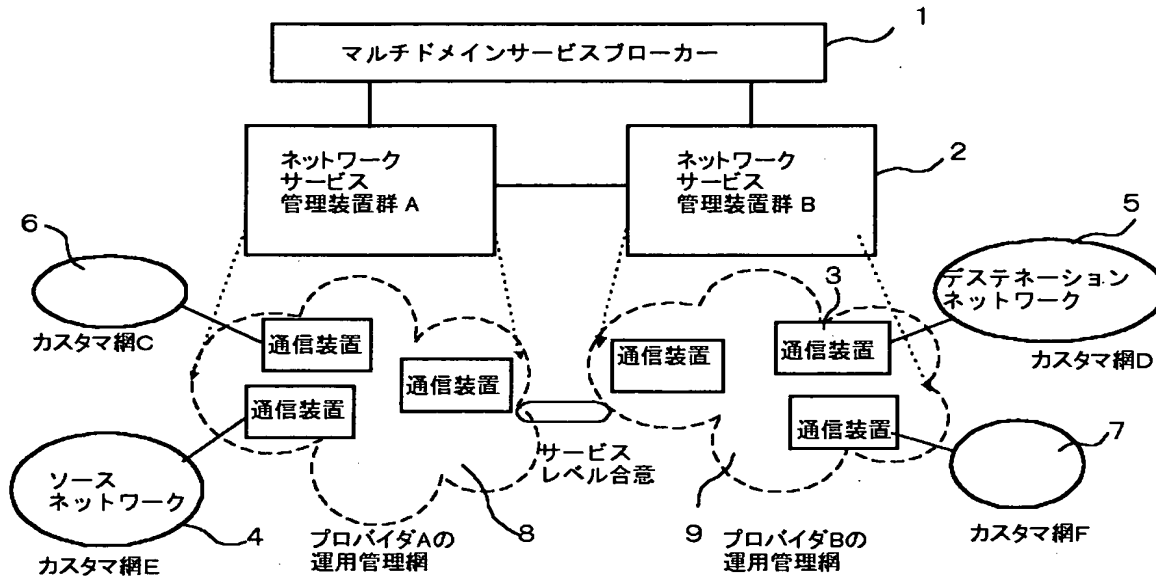 1
マルチドメインサービスブローカー
ネットワーク
サービス
管理装置群 A
ネットワーク
サービス
管理装置群 B
2
6
カスタマ網C
5
デステネーション
ネットワーク
カスタマ網D
3
通信装置
通信装置
通信装置
通信装置
通信装置
通信装置
サービス
レベル合意
ソース
ネットワーク
4
カスタマ網E
プロバイダAの
運用管理網
8
9
プロバイダBの
運用管理網
7
カスタマ網F